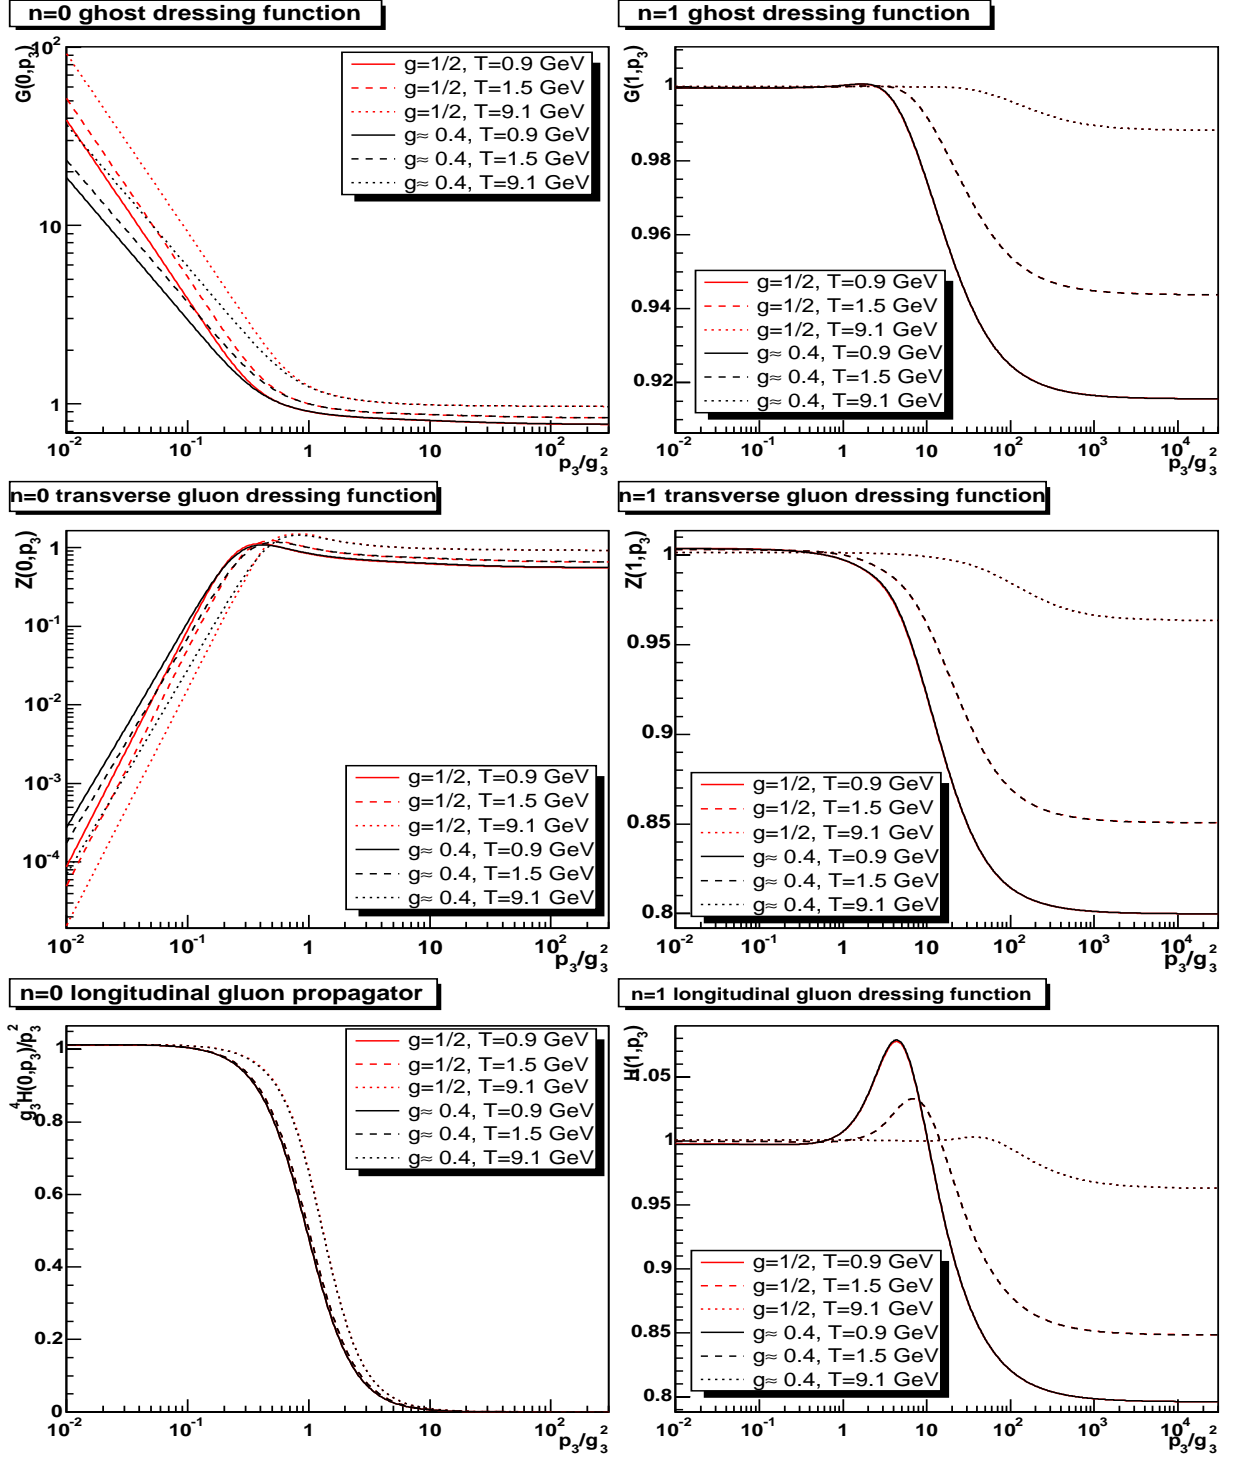 n=0 ghost dressing function
G(0,p₃)
10²
10
1
g=1/2, T=0.9 GeV
g=1/2, T=1.5 GeV
g=1/2, T=9.1 GeV
g≈ 0.4, T=0.9 GeV
g≈ 0.4, T=1.5 GeV
g≈ 0.4, T=9.1 GeV
10⁻² 10⁻¹ 1 10 10²
p₃/g₃²
n=1 ghost dressing function
G(1,p₃)
1
0.98
0.96
0.94
0.92
g=1/2, T=0.9 GeV
g=1/2, T=1.5 GeV
g=1/2, T=9.1 GeV
g≈ 0.4, T=0.9 GeV
g≈ 0.4, T=1.5 GeV
g≈ 0.4, T=9.1 GeV
10⁻² 10⁻¹ 1 10 10² 10³ 10⁴
p₃/g₃²
n=0 transverse gluon dressing function
Z(0,p₃)
1
10⁻¹
10⁻²
10⁻³
10⁻⁴
g=1/2, T=0.9 GeV
g=1/2, T=1.5 GeV
g=1/2, T=9.1 GeV
g≈ 0.4, T=0.9 GeV
g≈ 0.4, T=1.5 GeV
g≈ 0.4, T=9.1 GeV
10⁻² 10⁻¹ 1 10 10²
p₃/g₃²
n=1 transverse gluon dressing function
Z(1,p₃)
1
0.95
0.9
0.85
0.8
g=1/2, T=0.9 GeV
g=1/2, T=1.5 GeV
g=1/2, T=9.1 GeV
g≈ 0.4, T=0.9 GeV
g≈ 0.4, T=1.5 GeV
g≈ 0.4, T=9.1 GeV
10⁻² 10⁻¹ 1 10 10² 10³ 10⁴
p₃/g₃²
n=0 longitudinal gluon propagator
g₃⁴H(0,p₃)/p₃²
1
0.8
0.6
0.4
0.2
0
g=1/2, T=0.9 GeV
g=1/2, T=1.5 GeV
g=1/2, T=9.1 GeV
g≈ 0.4, T=0.9 GeV
g≈ 0.4, T=1.5 GeV
g≈ 0.4, T=9.1 GeV
10⁻² 10⁻¹ 1 10 10²
p₃/g₃²
n=1 longitudinal gluon dressing function
H(1,p₃)
1.05
1
0.95
0.9
0.85
0.8
g=1/2, T=0.9 GeV
g=1/2, T=1.5 GeV
g=1/2, T=9.1 GeV
g≈ 0.4, T=0.9 GeV
g≈ 0.4, T=1.5 GeV
g≈ 0.4, T=9.1 GeV
10⁻² 10⁻¹ 1 10 10² 10³ 10⁴
p₃/g₃²